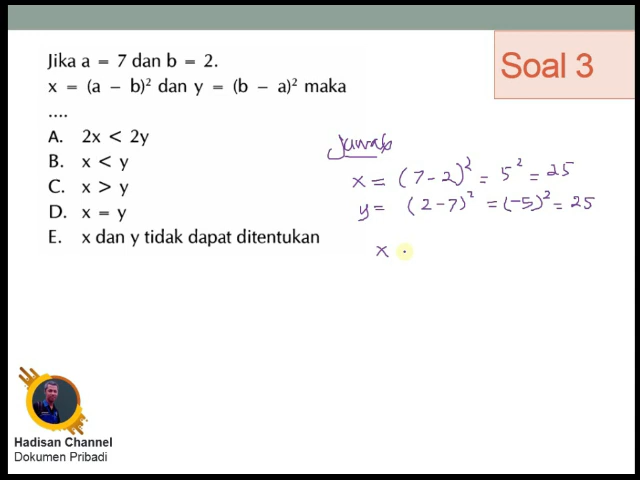 Soal 3
Jika a = 7 dan b = 2.
x = (a – b)² dan y = (b – a)² maka
....
A. 2x < 2y
B. x < y
C. x > y
D. x = y
E. x dan y tidak dapat ditentukan
Jawab
x = (7 - 2)² = 5² = 25
y = (2 - 7)² = (-5)² = 25
x
Hadisan Channel
Dokumen Pribadi